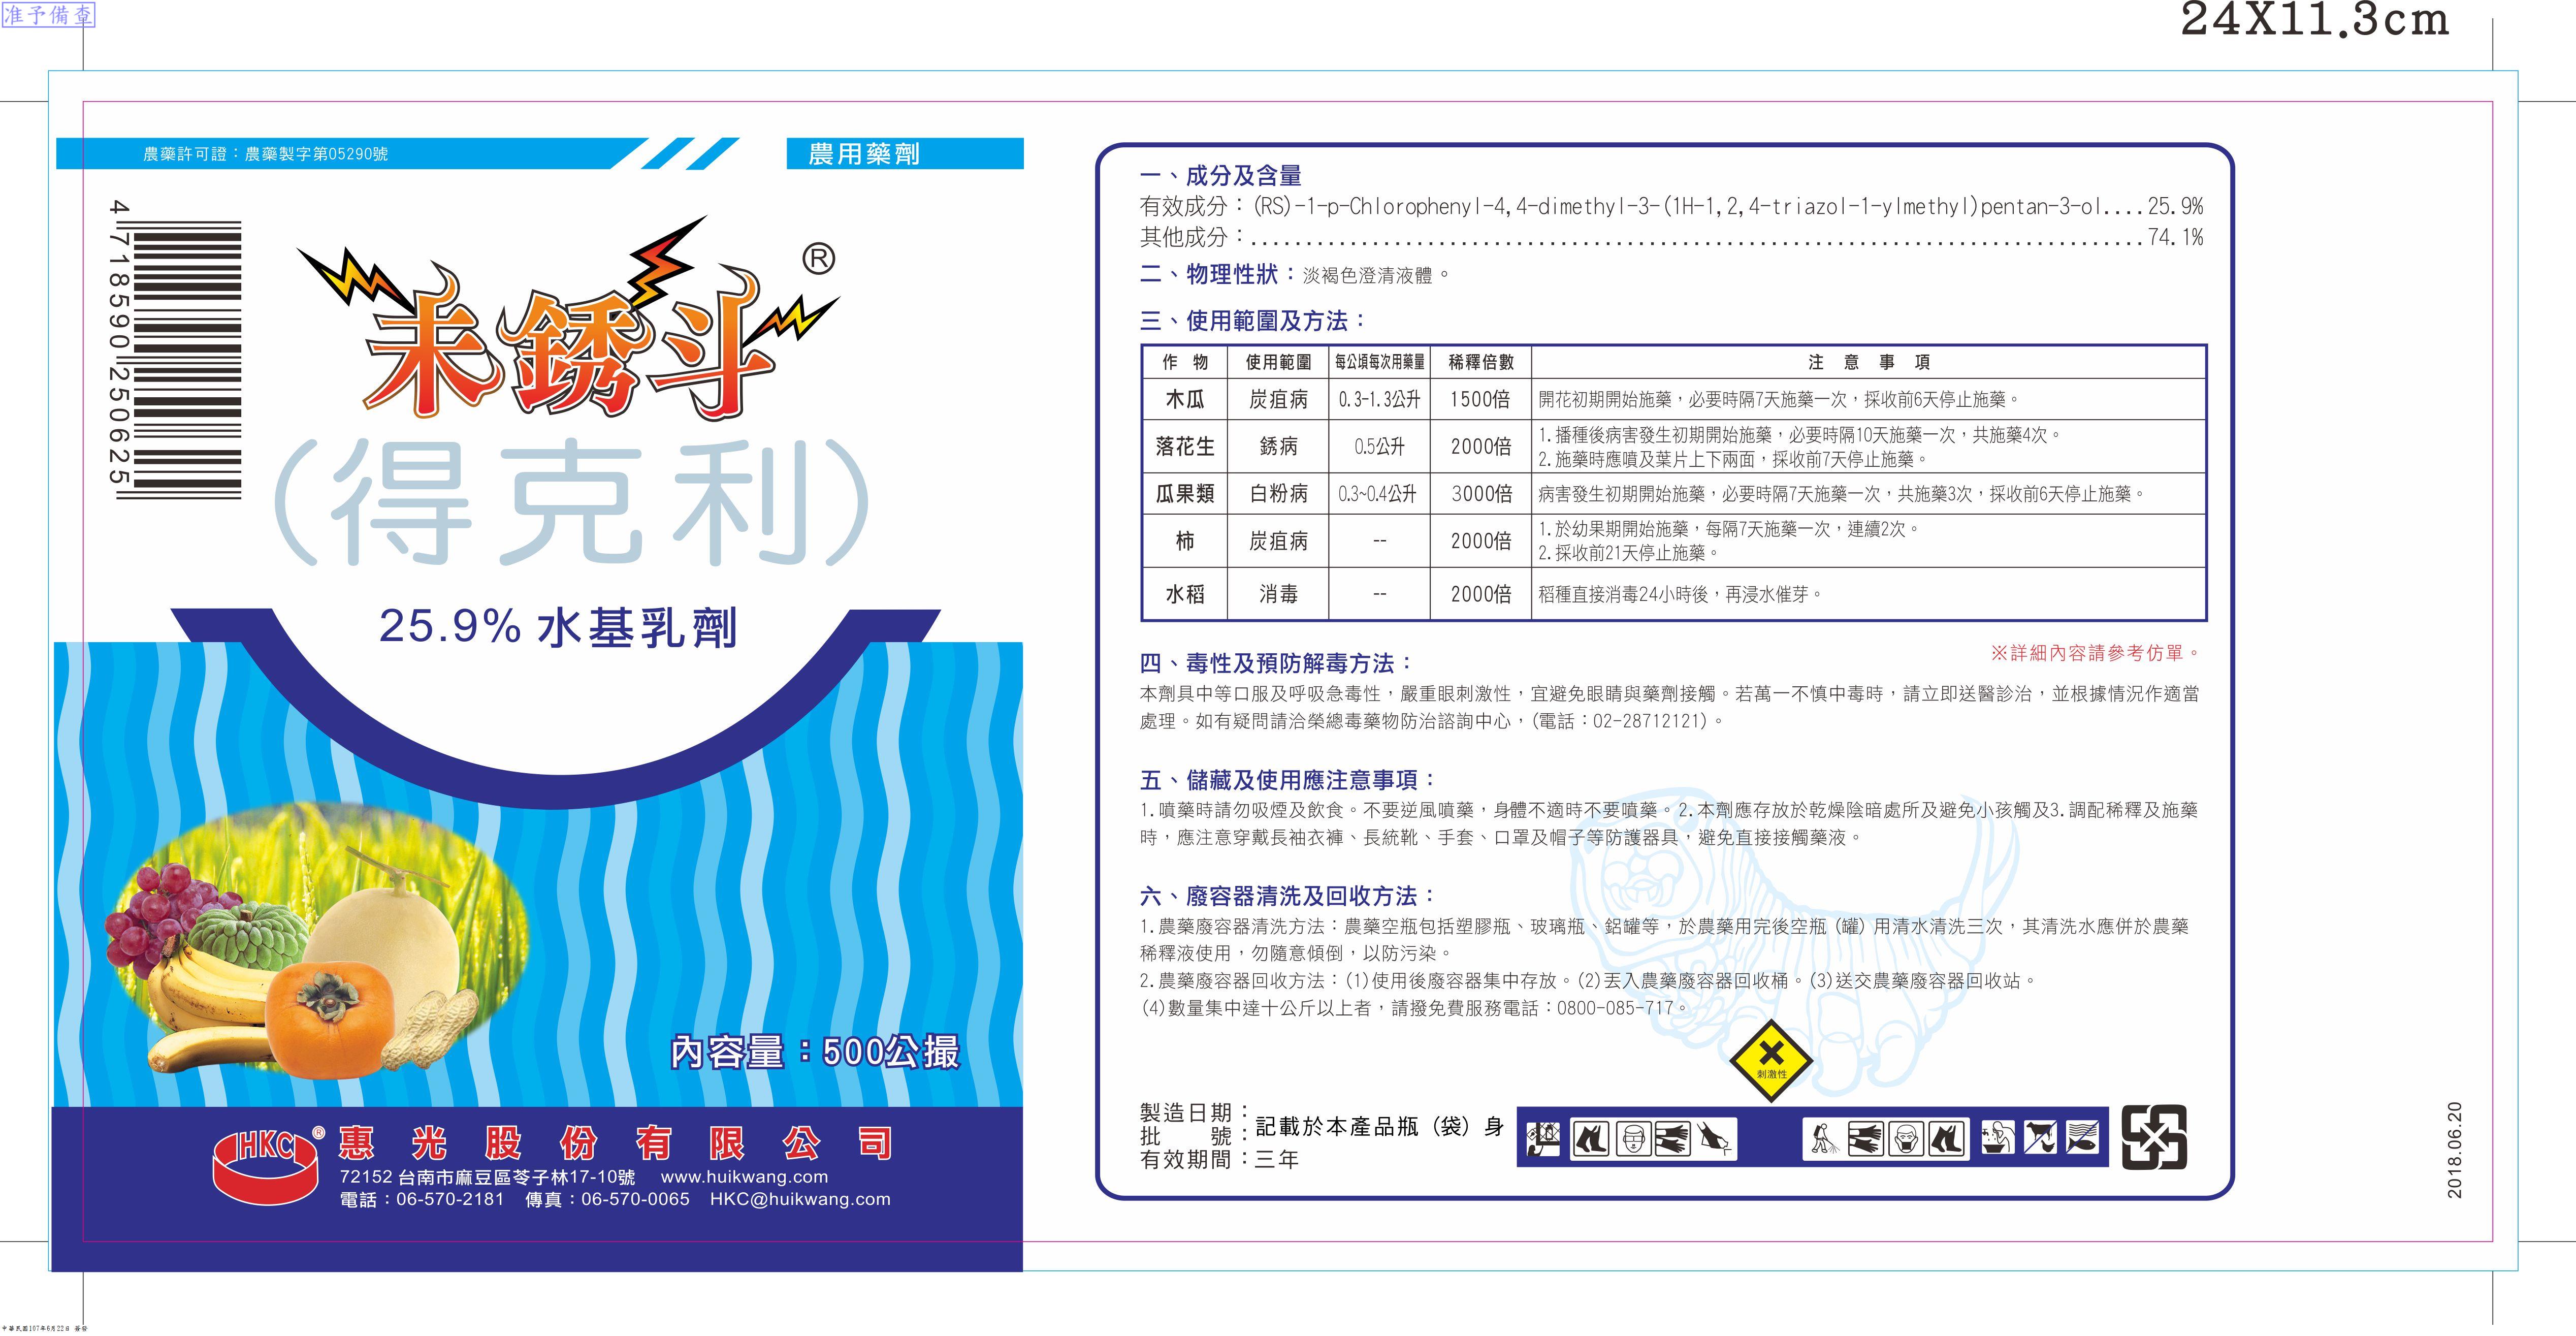 准予備查
24X11.3cm
農藥許可證：農藥製字第05290號
農用藥劑
4 718590 250625
未銹斗®
(得克利)
25.9% 水基乳劑
內容量：500公撮
HKC®
惠光股份有限公司
72152 台南市麻豆區苓子林17-10號 www.huikwang.com
電話：06-570-2181 傳真：06-570-0065 HKC@huikwang.com
一、成分及含量
有效成分：(RS)-1-p-Chlorophenyl-4,4-dimethyl-3-(1H-1,2,4-triazol-1-ylmethyl)pentan-3-ol....25.9%
其他成分：................................................................................74.1%
二、物理性狀：淡褐色澄清液體。
三、使用範圍及方法：
作物 使用範圍 每公頃每次用藥量 稀釋倍數 注意事項
木瓜 炭疽病 0.3-1.3公升 1500倍 開花初期開始施藥，必要時隔7天施藥一次，採收前6天停止施藥。
落花生 銹病 0.5公升 2000倍 1.播種後病害發生初期開始施藥，必要時隔10天施藥一次，共施藥4次。
2.施藥時應噴及葉片上下兩面，採收前7天停止施藥。
瓜果類 白粉病 0.3~0.4公升 3000倍 病害發生初期開始施藥，必要時隔7天施藥一次，共施藥3次，採收前6天停止施藥。
柿 炭疽病 -- 2000倍 1.於幼果期開始施藥，每隔7天施藥一次，連續2次。
2.採收前21天停止施藥。
水稻 消毒 -- 2000倍 稻種直接消毒24小時後，再浸水催芽。
※詳細內容請參考仿單。
四、毒性及預防解毒方法：
本劑具中等口服及呼吸急毒性，嚴重眼刺激性，宜避免眼睛與藥劑接觸。若萬一不慎中毒時，請立即送醫診治，並根據情況作適當
處理。如有疑問請洽榮總毒藥物防治諮詢中心，(電話：02-28712121)。
五、儲藏及使用應注意事項：
1.噴藥時請勿吸煙及飲食。不要逆風噴藥，身體不適時不要噴藥。2.本劑應存放於乾燥陰暗處所及避免小孩觸及3.調配稀釋及施藥
時，應注意穿戴長袖衣褲、長統靴、手套、口罩及帽子等防護器具，避免直接接觸藥液。
六、廢容器清洗及回收方法：
1.農藥廢容器清洗方法：農藥空瓶包括塑膠瓶、玻璃瓶、鋁罐等，於農藥用完後空瓶（罐）用清水清洗三次，其清洗水應併於農藥
稀釋液使用，勿隨意傾倒，以防污染。
2.農藥廢容器回收方法：(1)使用後廢容器集中存放。(2)丟入農藥廢容器回收桶。(3)送交農藥廢容器回收站。
(4)數量集中達十公斤以上者，請撥免費服務電話：0800-085-717。
刺激性
製造日期：
批號：
記載於本產品瓶（袋）身
有效期間：三年
2018.06.20
中華民國107年6月22日 簽發